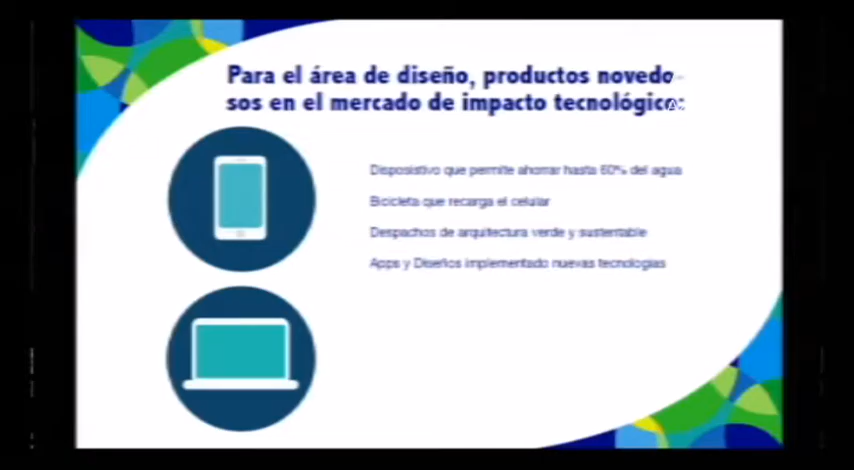 Para el área de diseño, productos novedo-
sos en el mercado de impacto tecnológico:
Disposistivo que permite ahorrar hasta 60% del agua
Bicicleta que recarga el celular
Despachos de arquitectura verde y sustentable
Apps y Diseños implementado nuevas tecnologías